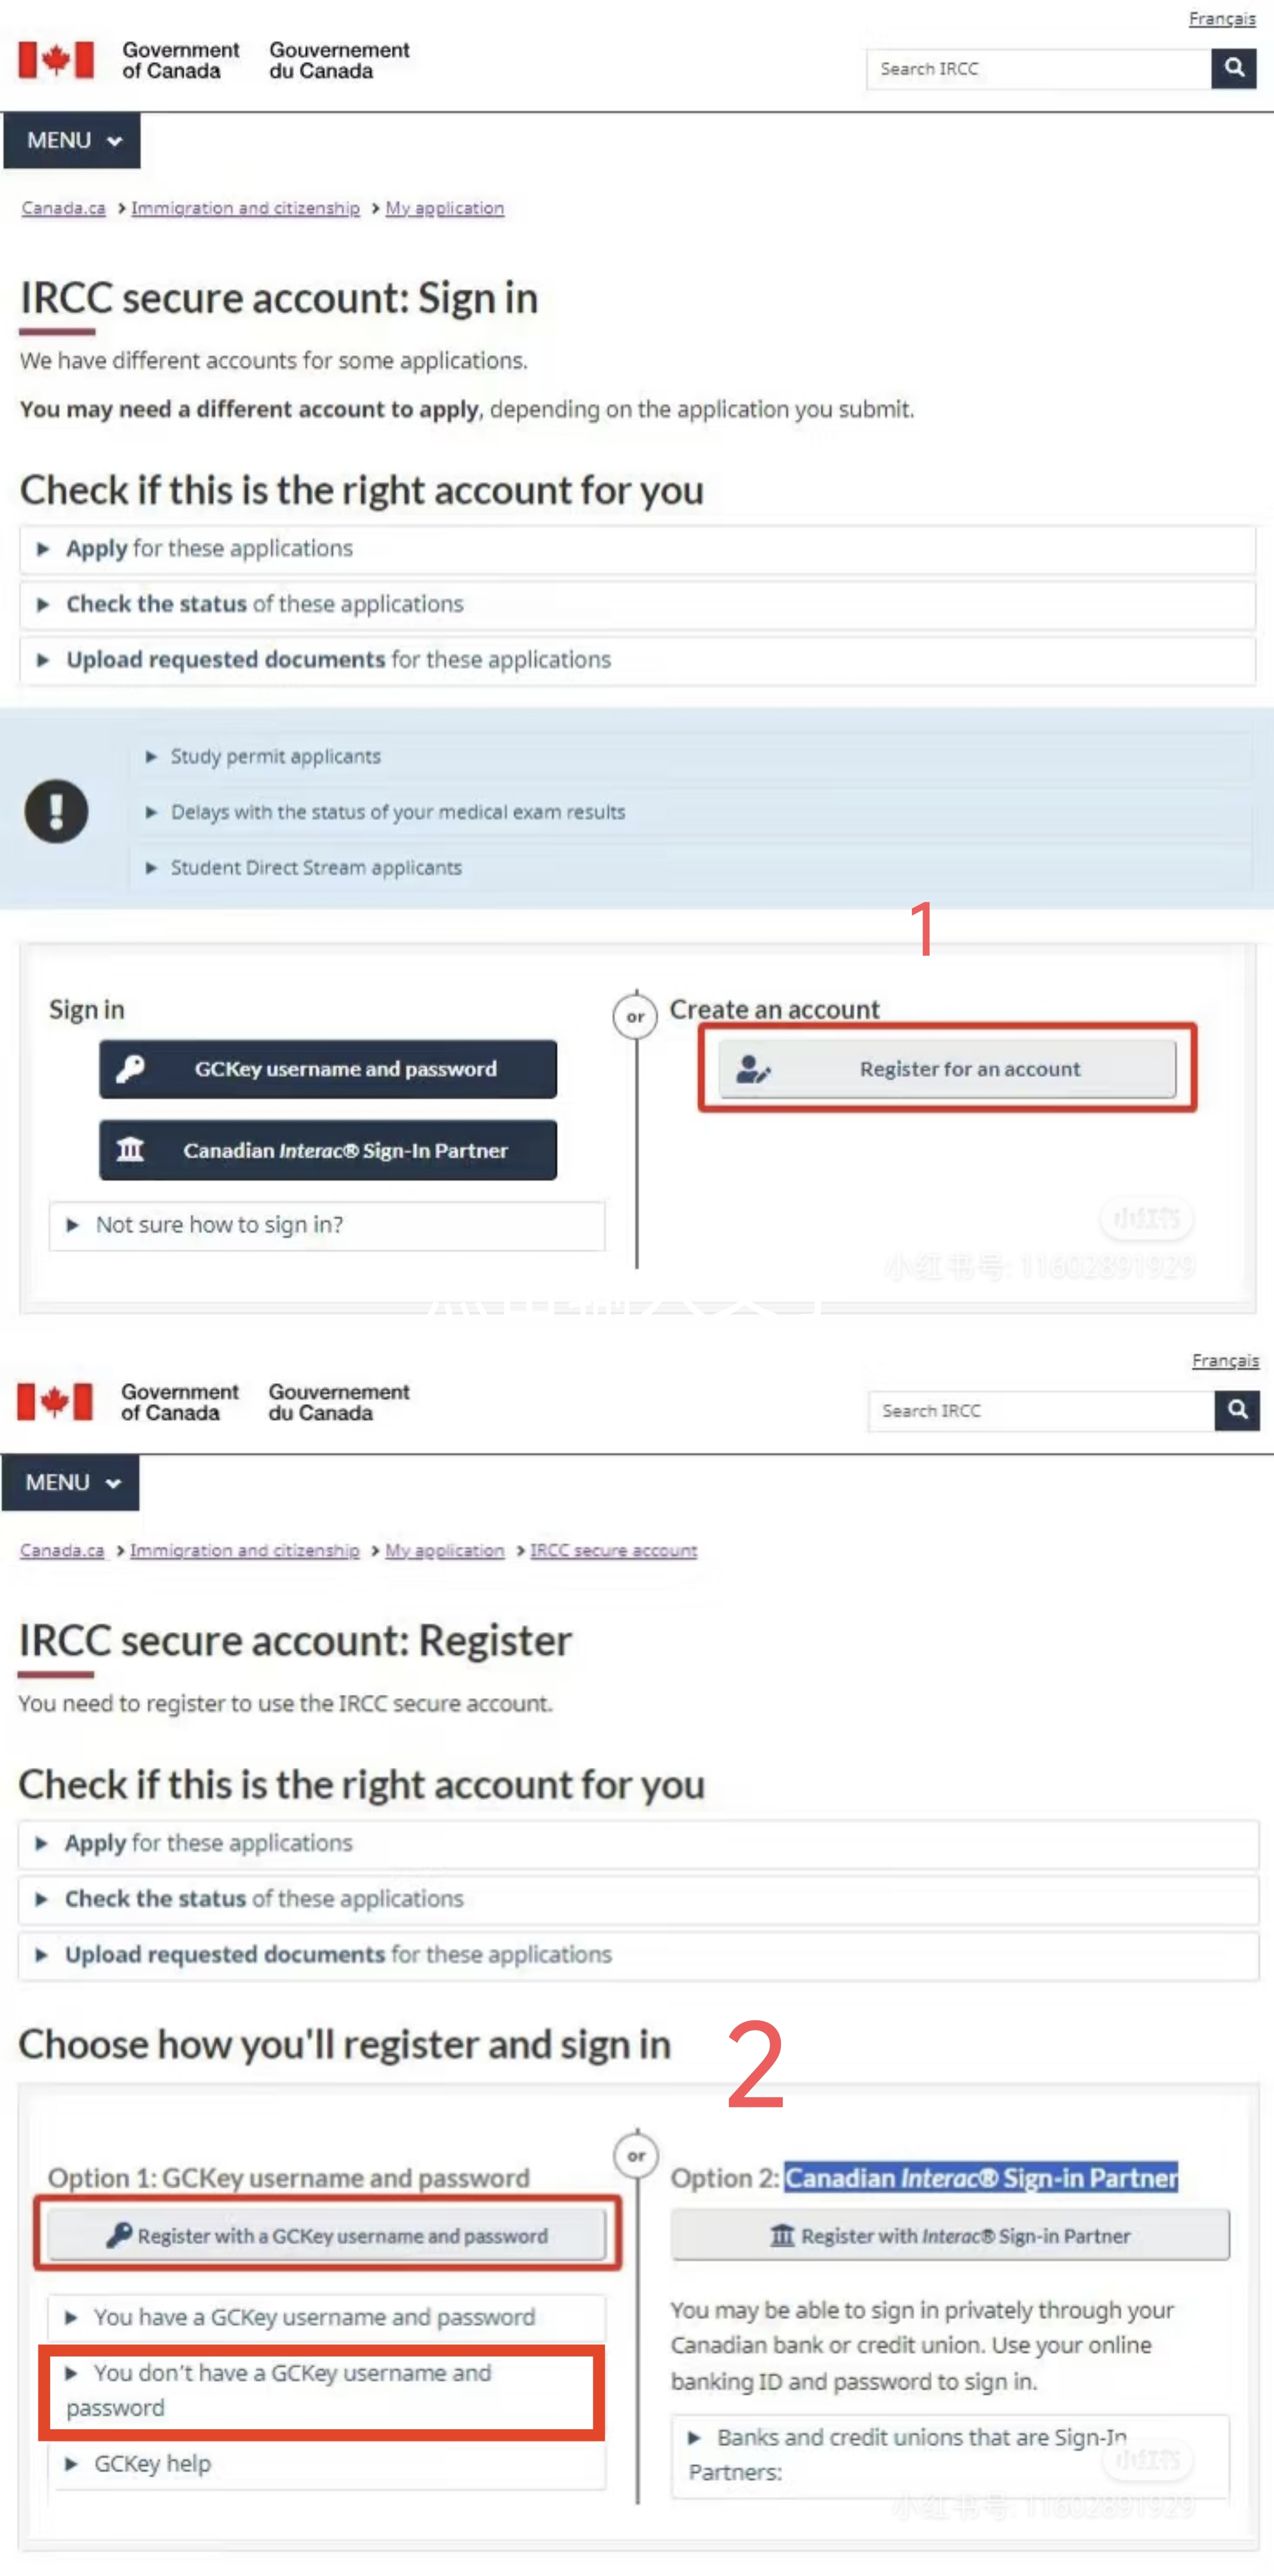 Français
Government of Canada
Gouvernement du Canada
Search IRCC
MENU
Canada.ca > Immigration and citizenship > My application
IRCC secure account: Sign in
We have different accounts for some applications.
You may need a different account to apply, depending on the application you submit.
Check if this is the right account for you
Apply for these applications
Check the status of these applications
Upload requested documents for these applications
Study permit applicants
Delays with the status of your medical exam results
Student Direct Stream applicants
1
Sign in
or
Create an account
GCKey username and password
Register for an account
Canadian Interac® Sign-In Partner
Not sure how to sign in?
小红书
小红书号: 11602891929
Français
Government of Canada
Gouvernement du Canada
Search IRCC
MENU
Canada.ca > Immigration and citizenship > My application > IRCC secure account
IRCC secure account: Register
You need to register to use the IRCC secure account.
Check if this is the right account for you
Apply for these applications
Check the status of these applications
Upload requested documents for these applications
Choose how you'll register and sign in
2
or
Option 1: GCKey username and password
Register with a GCKey username and password
You have a GCKey username and password
You don't have a GCKey username and
password
GCKey help
Option 2: Canadian Interac® Sign-in Partner
Register with Interac® Sign-in Partner
You may be able to sign in privately through your
Canadian bank or credit union. Use your online
banking ID and password to sign in.
Banks and credit unions that are Sign-In
Partners:
小红书
小红书号: 11602891929